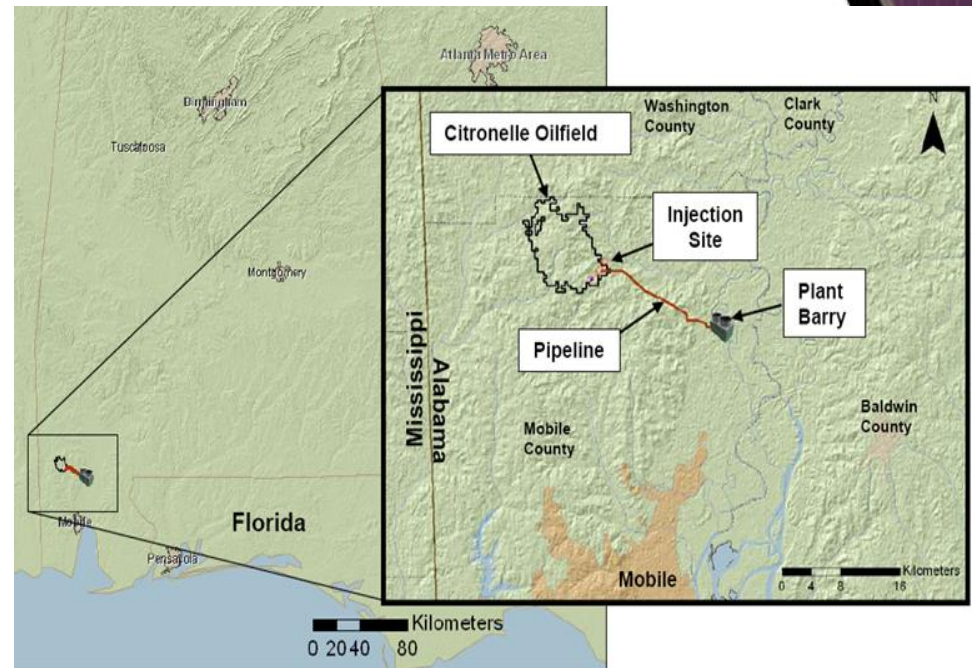 Atlanta Metro Area
Birmingham
Tuscaloosa
Montgomery
Mobile
Pensacola
Florida
Kilometers
0 20 40 80
Washington
County
Clark
County
N
Citronelle Oilfield
Injection
Site
Plant
Barry
Pipeline
Mississippi
Alabama
Mobile
County
Baldwin
County
Mobile
Kilometers
0 4 8 16